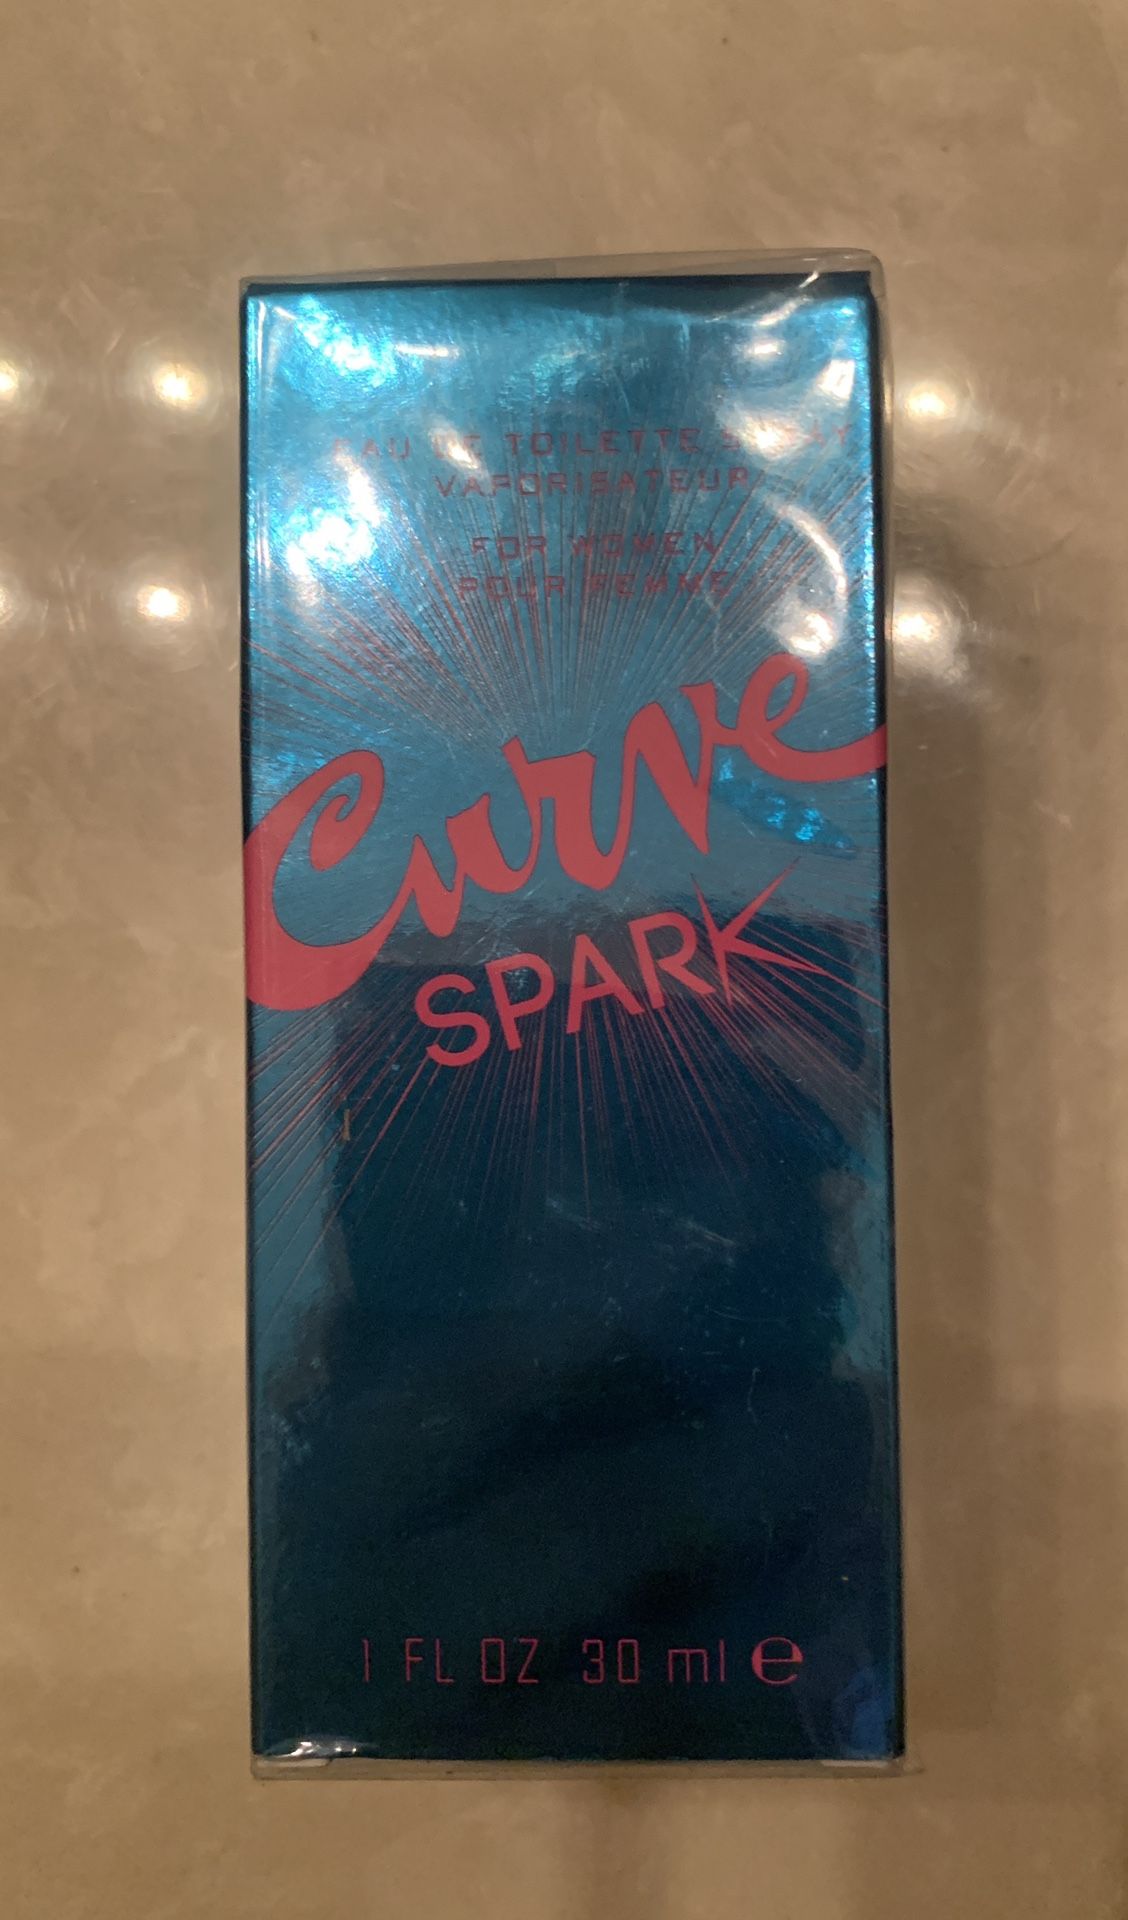 EAU DE TOILETTE SPRAY
VAPORISATEUR
FOR WOMEN
POUR FEMME
Curve
SPARK
1 FL OZ 30 ml e